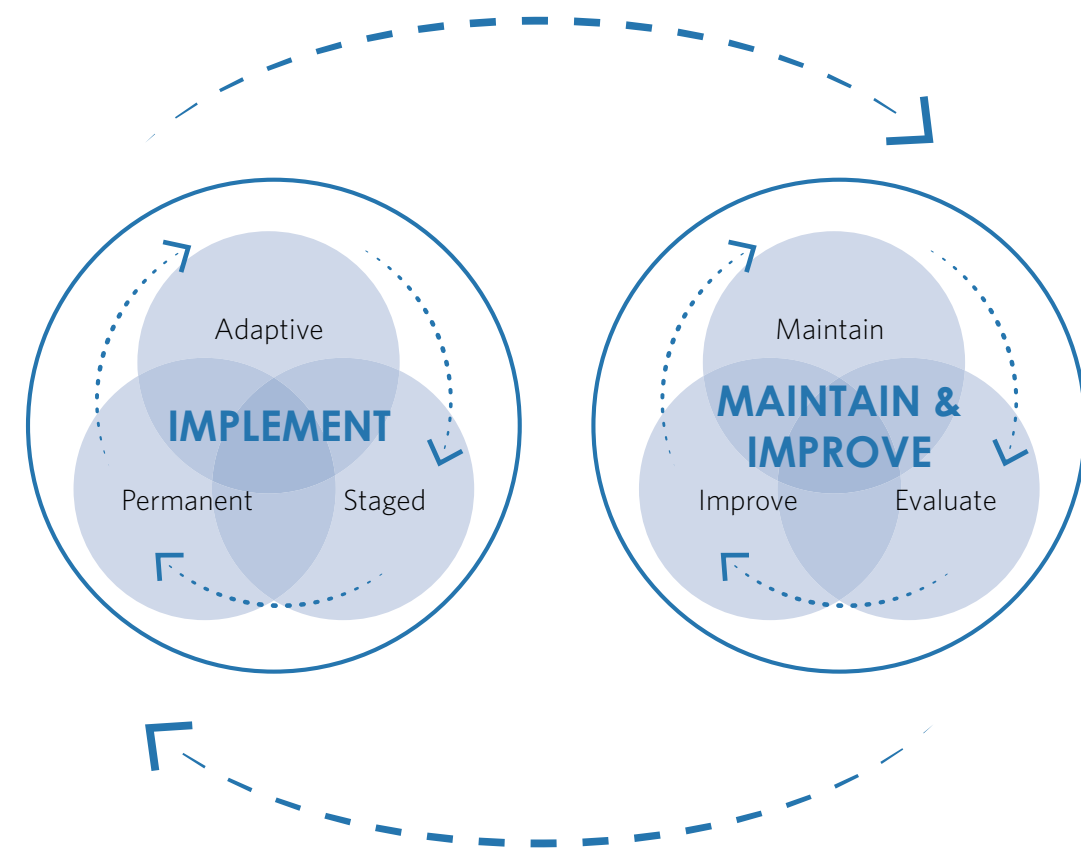 Adaptive
IMPLEMENT
Permanent
Staged
Maintain
MAINTAIN &
IMPROVE
Improve
Evaluate